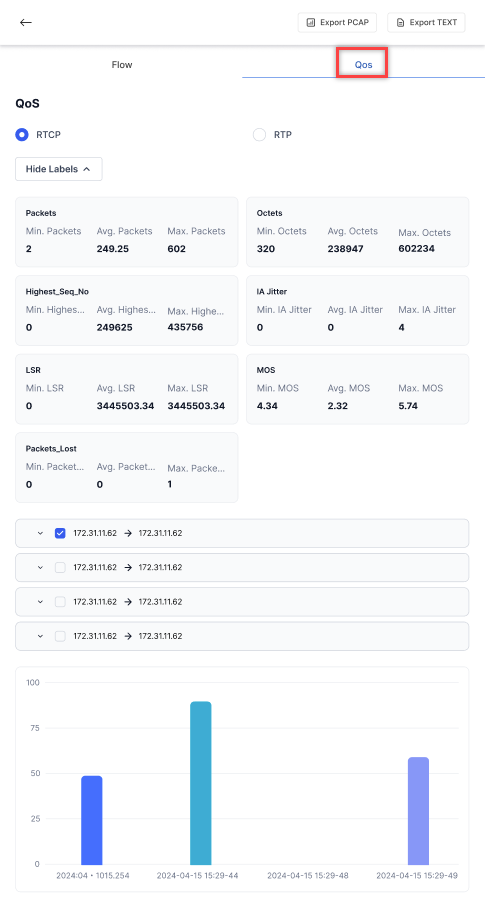 Export PCAP Export TEXT
Flow Qos
QoS
RTCP RTP
Hide Labels
Packets
Min. Packets Avg. Packets Max. Packets
2 249.25 602
Octets
Min. Octets Avg. Octets Max. Octets
320 238947 602234
Highest_Seq_No
Min. Highes... Avg. Highes... Max. Highe...
0 249625 435756
IA Jitter
Min. IA Jitter Avg. IA Jitter Max. IA Jitter
0 0 4
LSR
Min. LSR Avg. LSR Max. LSR
0 3445503.34 3445503.34
MOS
Min. MOS Avg. MOS Max. MOS
4.34 2.32 5.74
Packets_Lost
Min. Packet... Avg. Packet... Max. Packe...
0 0 1
172.31.11.62 → 172.31.11.62
172.31.11.62 → 172.31.11.62
172.31.11.62 → 172.31.11.62
172.31.11.62 → 172.31.11.62
100
75
50
25
0
2024:04 • 1015.254 2024-04-15 15:29-44 2024-04-15 15:29-48 2024-04-15 15:29-49